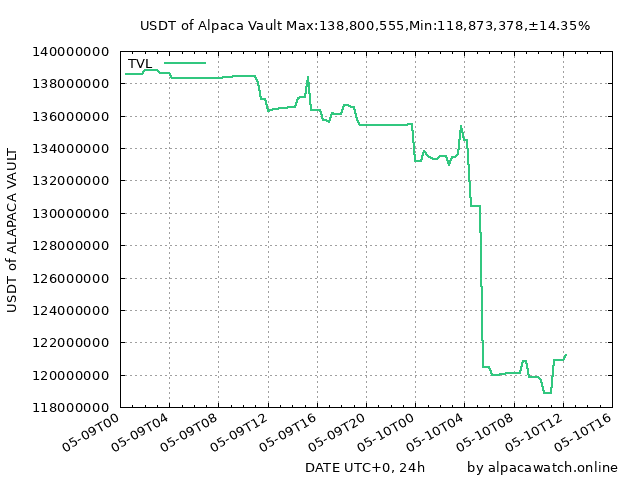 USDT of Alpaca Vault Max:138,800,555,Min:118,873,378,±14.35%
TVL
USDT of ALAPACA VAULT
140000000
138000000
136000000
134000000
132000000
130000000
128000000
126000000
124000000
122000000
120000000
118000000
05-09T00
05-09T04
05-09T08
05-09T12
05-09T16
05-09T20
05-10T00
05-10T04
05-10T08
05-10T12
05-10T16
DATE UTC+0, 24h
by alpacawatch.online